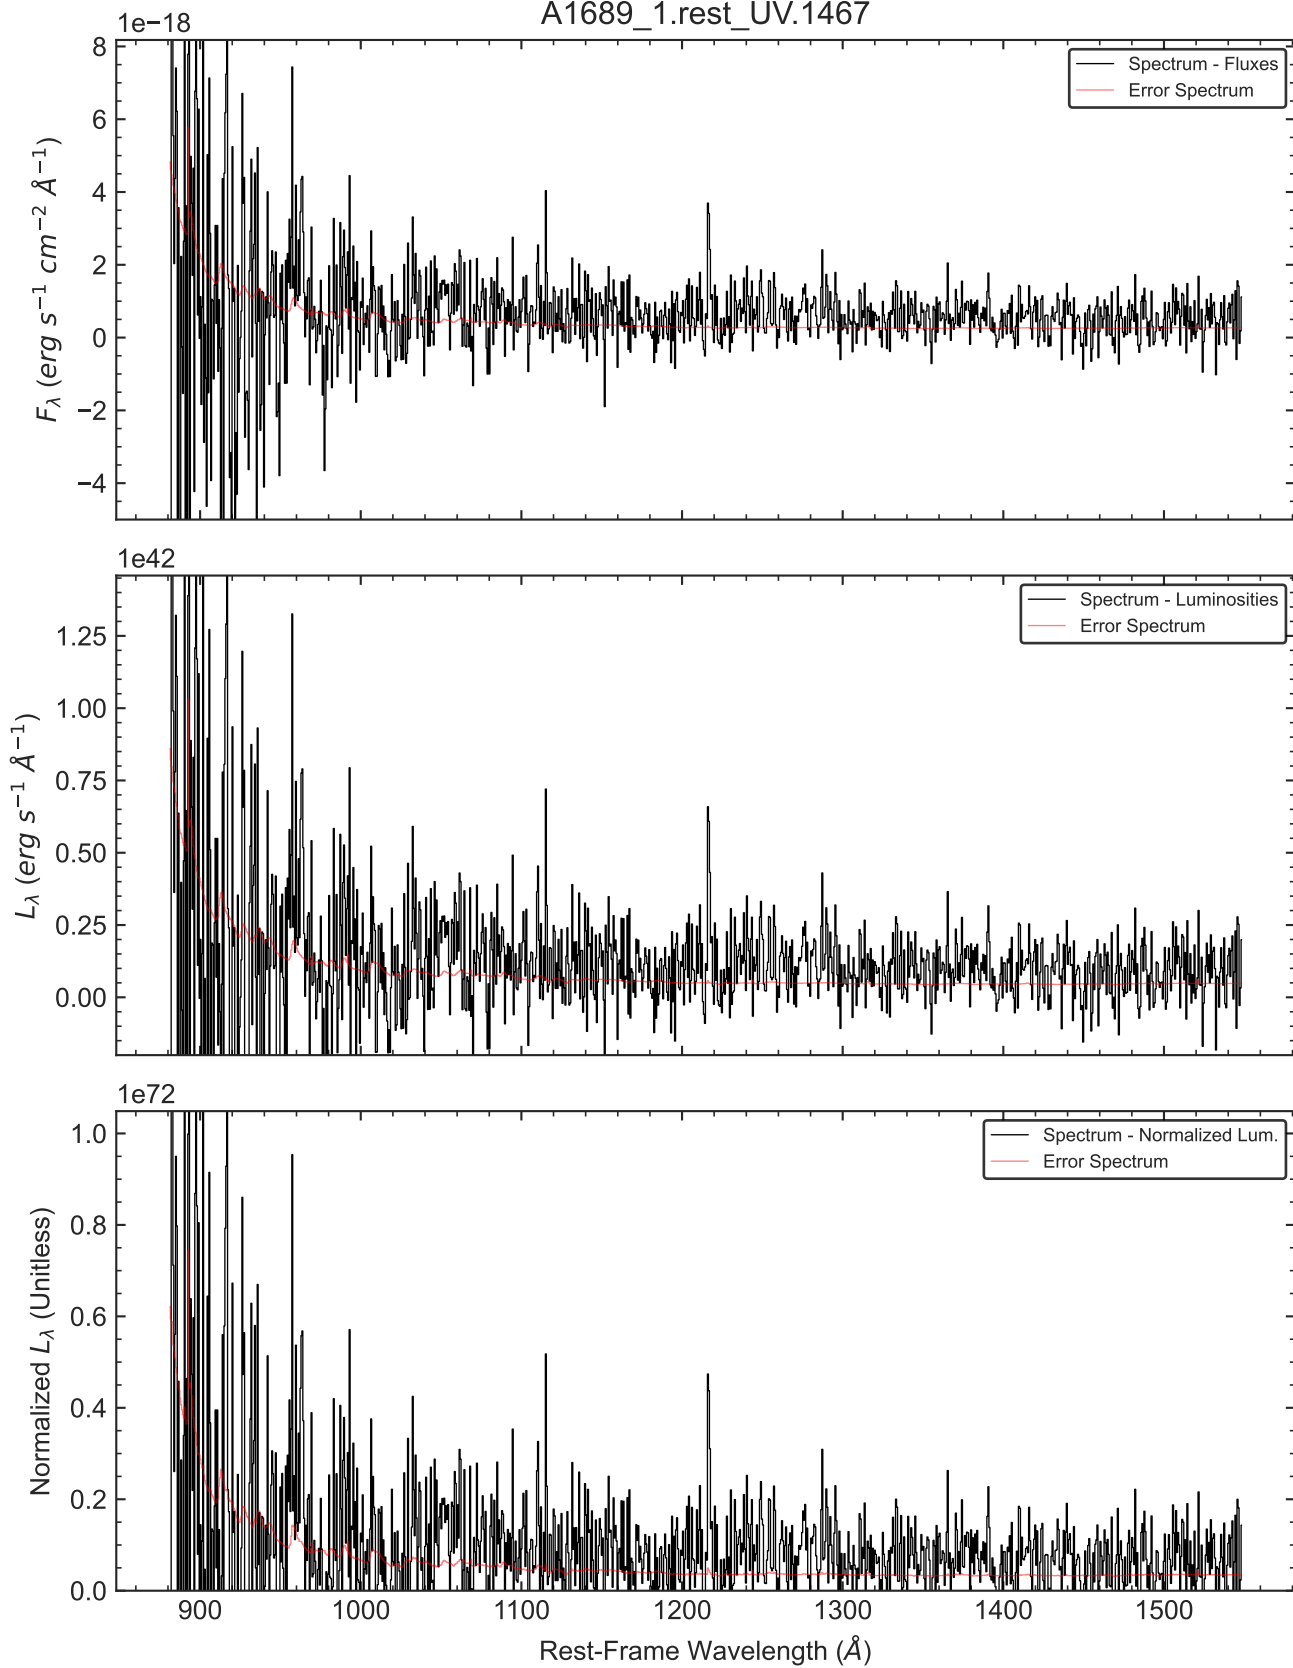 A1689_1.rest_UV.1467
1e−18
Spectrum - Fluxes
Error Spectrum
8
6
4
2
0
−2
−4
Fλ (erg s⁻¹ cm⁻² Å⁻¹)
1e42
Spectrum - Luminosities
Error Spectrum
1.25
1.00
0.75
0.50
0.25
0.00
Lλ (erg s⁻¹ Å⁻¹)
1e72
Spectrum - Normalized Lum.
Error Spectrum
1.0
0.8
0.6
0.4
0.2
0.0
Normalized Lλ (Unitless)
900 1000 1100 1200 1300 1400 1500
Rest-Frame Wavelength (Å)